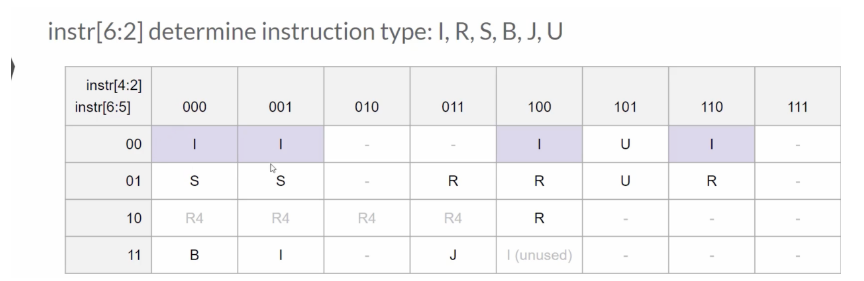 instr[6:2] determine instruction type: I, R, S, B, J, U
instr[4:2]
instr[6:5] 000 001 010 011 100 101 110 111
00 I I - - I U I -
01 S S - R R U R -
10 R4 R4 R4 R4 R - - -
11 B I - J I (unused) - - -